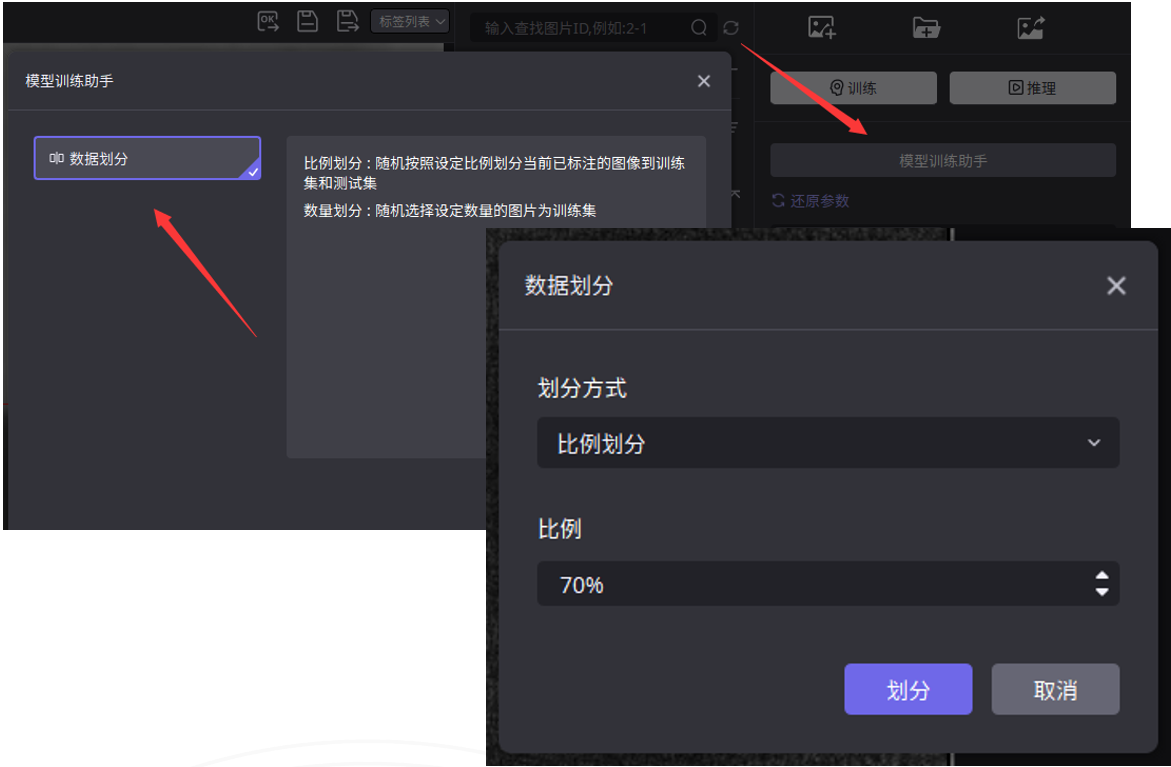 OK
标签列表
输入查找图片ID,例如:2-1
训练
推理
模型训练助手
还原参数
模型训练助手
数据划分
比例划分：随机按照设定比例划分当前已标注的图像到训练
集和测试集
数量划分：随机选择设定数量的图片为训练集
数据划分
划分方式
比例划分
比例
70%
划分
取消